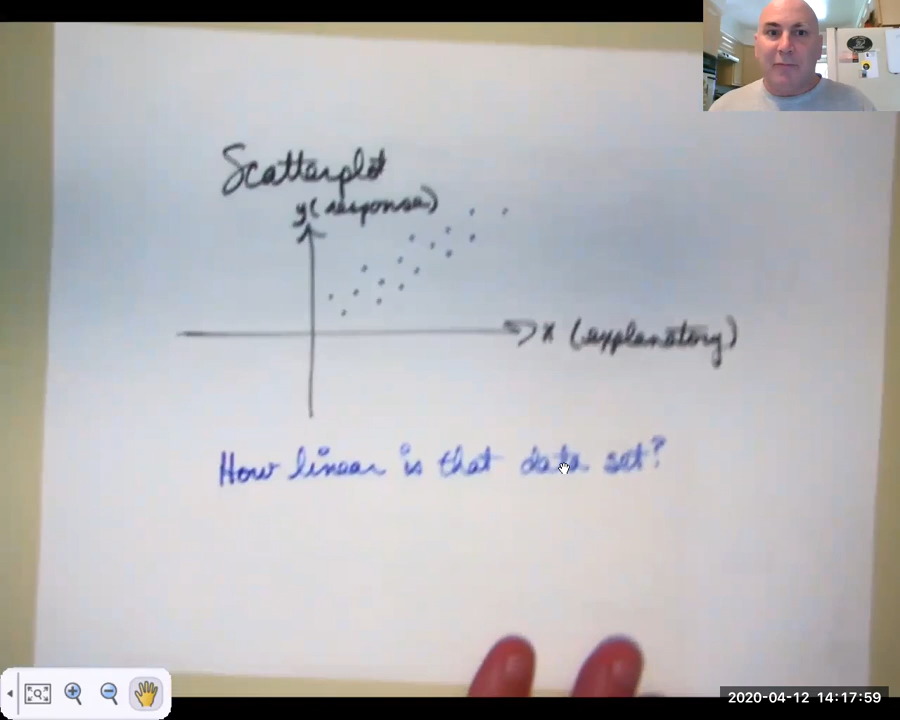 Scatterplot
y (response)
x (explanatory)
How linear is that data set?
2020-04-12 14:17:59